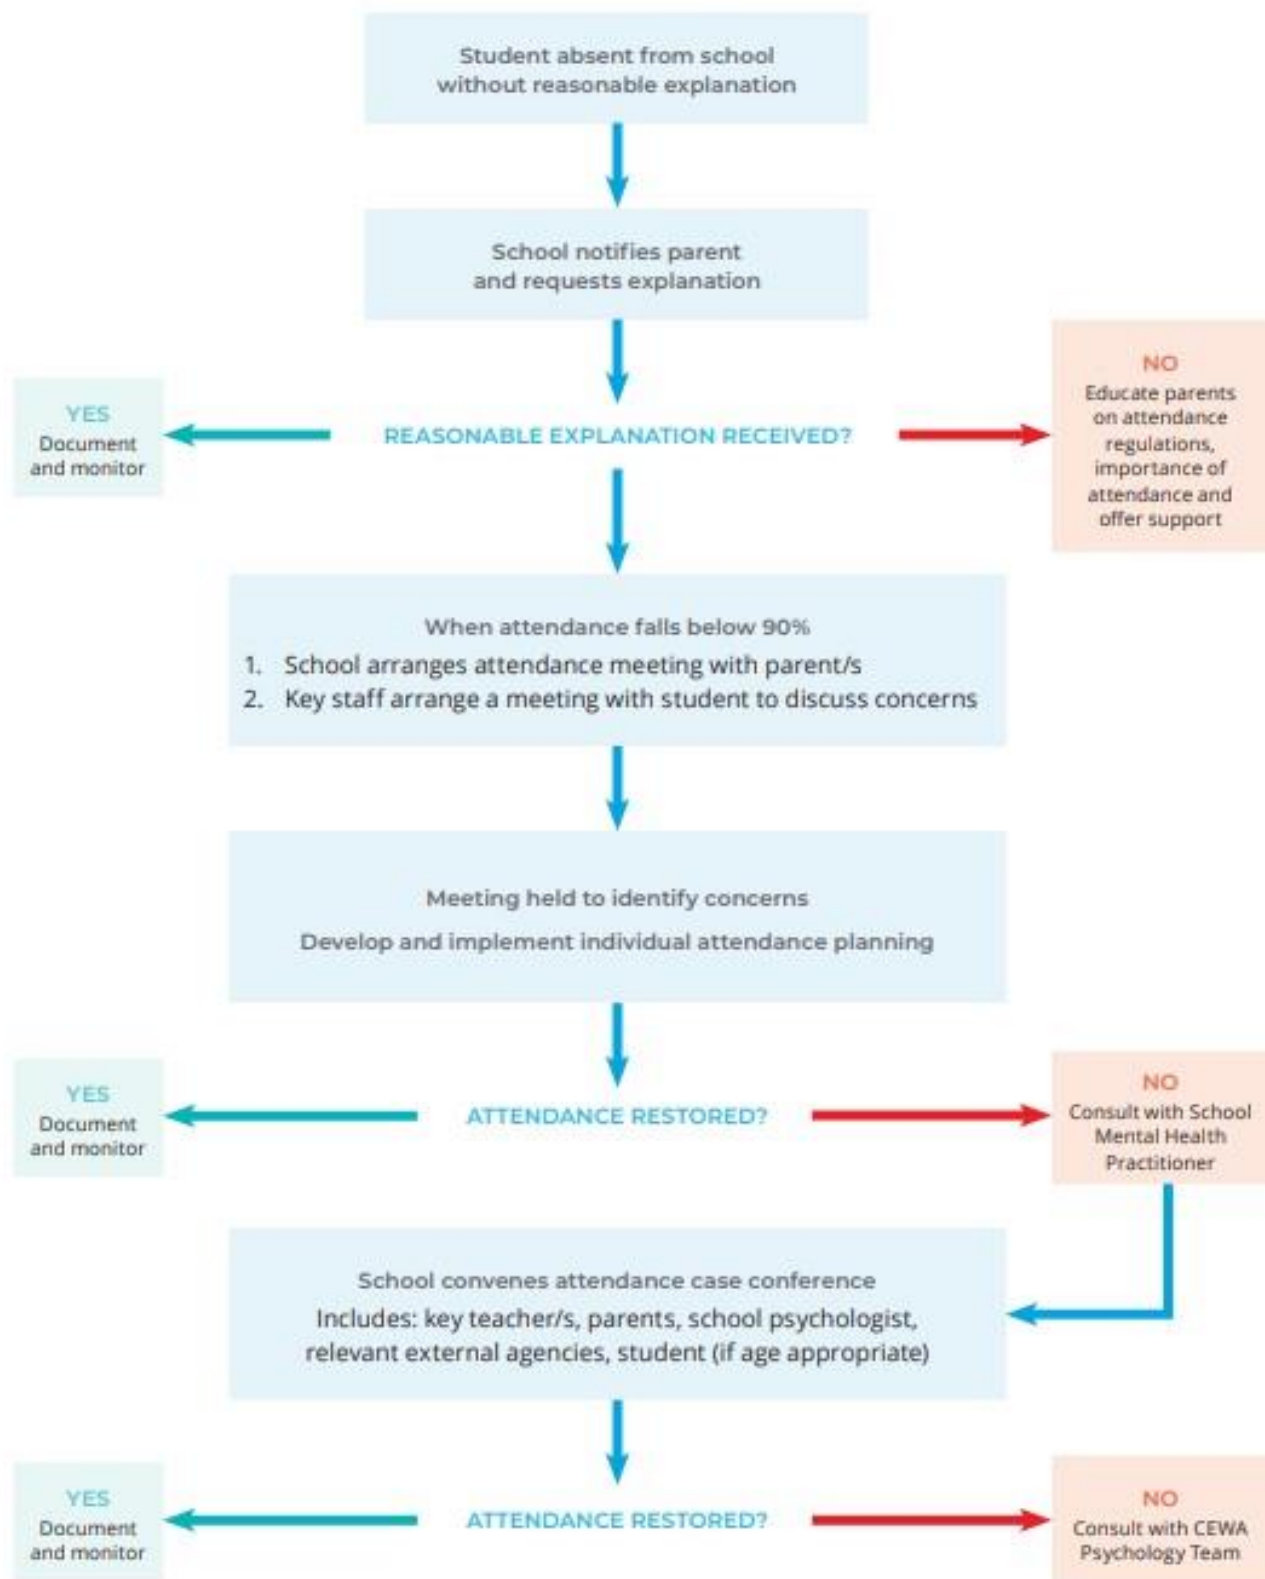 Student absent from school
without reasonable explanation
School notifies parent
and requests explanation
YES
Document
and monitor
REASONABLE EXPLANATION RECEIVED?
NO
Educate parents
on attendance
regulations,
importance of
attendance and
offer support
When attendance falls below 90%
1. School arranges attendance meeting with parent/s
2. Key staff arrange a meeting with student to discuss concerns
Meeting held to identify concerns
Develop and implement individual attendance planning
YES
Document
and monitor
ATTENDANCE RESTORED?
NO
Consult with School
Mental Health
Practitioner
School convenes attendance case conference
Includes: key teacher/s, parents, school psychologist,
relevant external agencies, student (if age appropriate)
YES
Document
and monitor
ATTENDANCE RESTORED?
NO
Consult with CEWA
Psychology Team